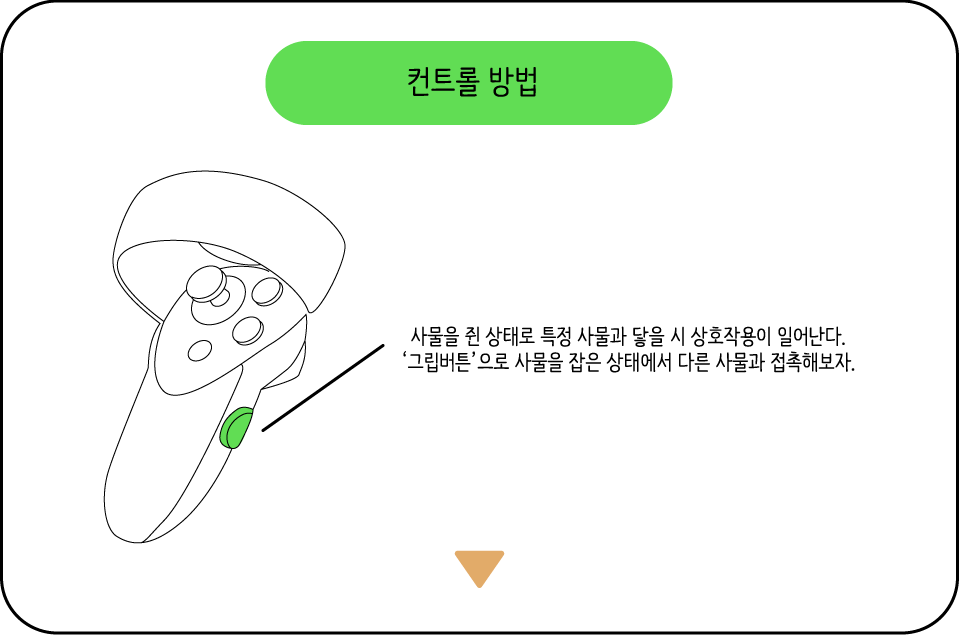 컨트롤 방법
사물을 쥔 상태로 특정 사물과 닿을 시 상호작용이 일어난다.
‘그립버튼’으로 사물을 잡은 상태에서 다른 사물과 접촉해보자.